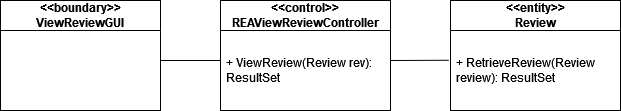 <<boundary>>
ViewReviewGUI
<<control>>
REAViewReviewController
+ ViewReview(Review rev):
ResultSet
<<entity>>
Review
+ RetrieveReview(Review
review): ResultSet